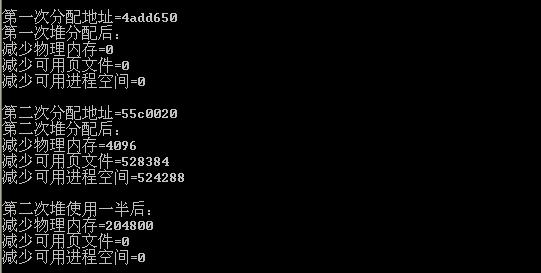 第一次分配地址=4add650
第一次堆分配后：
减少物理内存=0
减少可用页文件=0
减少可用进程空间=0
第二次分配地址=55c0020
第二次堆分配后：
减少物理内存=4096
减少可用页文件=528384
减少可用进程空间=524288
第二次堆使用一半后：
减少物理内存=204800
减少可用页文件=0
减少可用进程空间=0